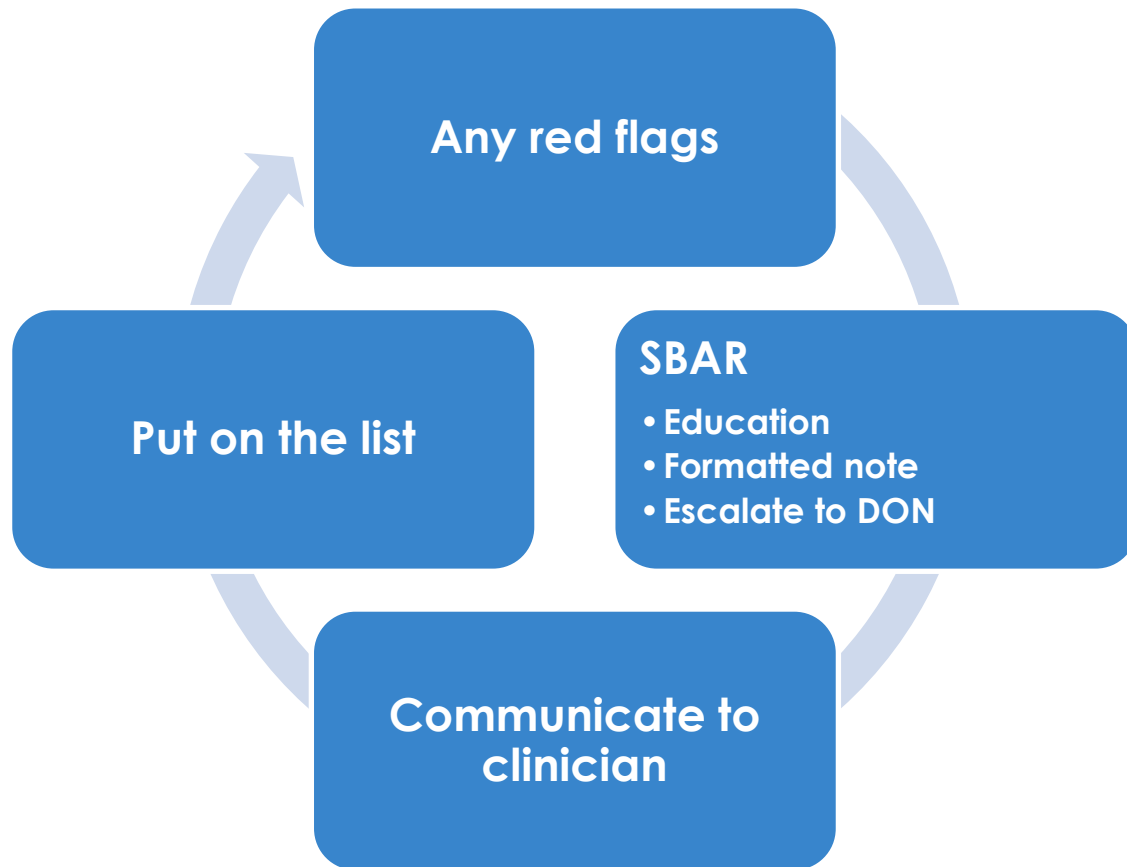 Any red flags
SBAR
• Education
• Formatted note
• Escalate to DON
Communicate to
clinician
Put on the list